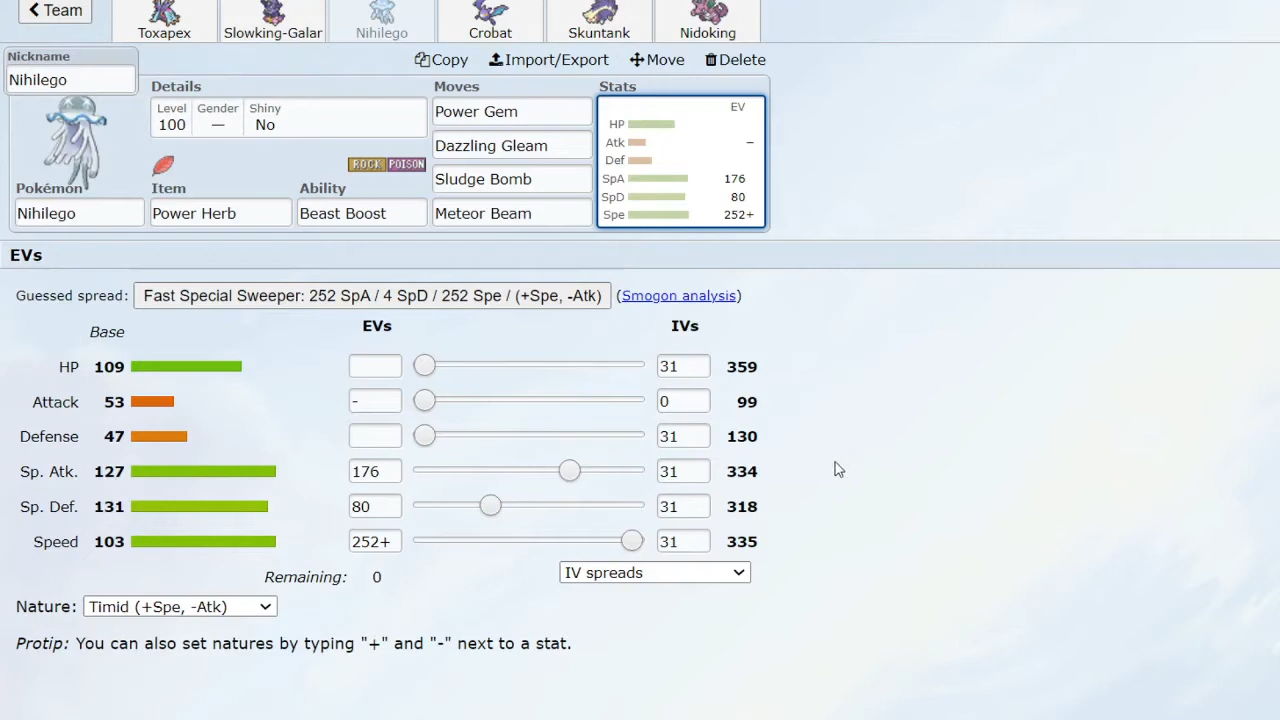 Team
Toxapex Slowking-Galar Nihilego Crobat Skuntank Nidoking
Copy Import/Export Move Delete
Nickname
Nihilego
Details
Level Gender Shiny
100 — No
ROCK POISON
Pokémon Item Ability
Nihilego Power Herb Beast Boost
Moves
Power Gem
Dazzling Gleam
Sludge Bomb
Meteor Beam
Stats
EV
HP
Atk –
Def
SpA 176
SpD 80
Spe 252+
EVs
Guessed spread: Fast Special Sweeper: 252 SpA / 4 SpD / 252 Spe / (+Spe, -Atk) (Smogon analysis)
Base EVs IVs
HP 109 31 359
Attack 53 - 0 99
Defense 47 31 130
Sp. Atk. 127 176 31 334
Sp. Def. 131 80 31 318
Speed 103 252+ 31 335
Remaining: 0 IV spreads
Nature: Timid (+Spe, -Atk)
Protip: You can also set natures by typing "+" and "-" next to a stat.